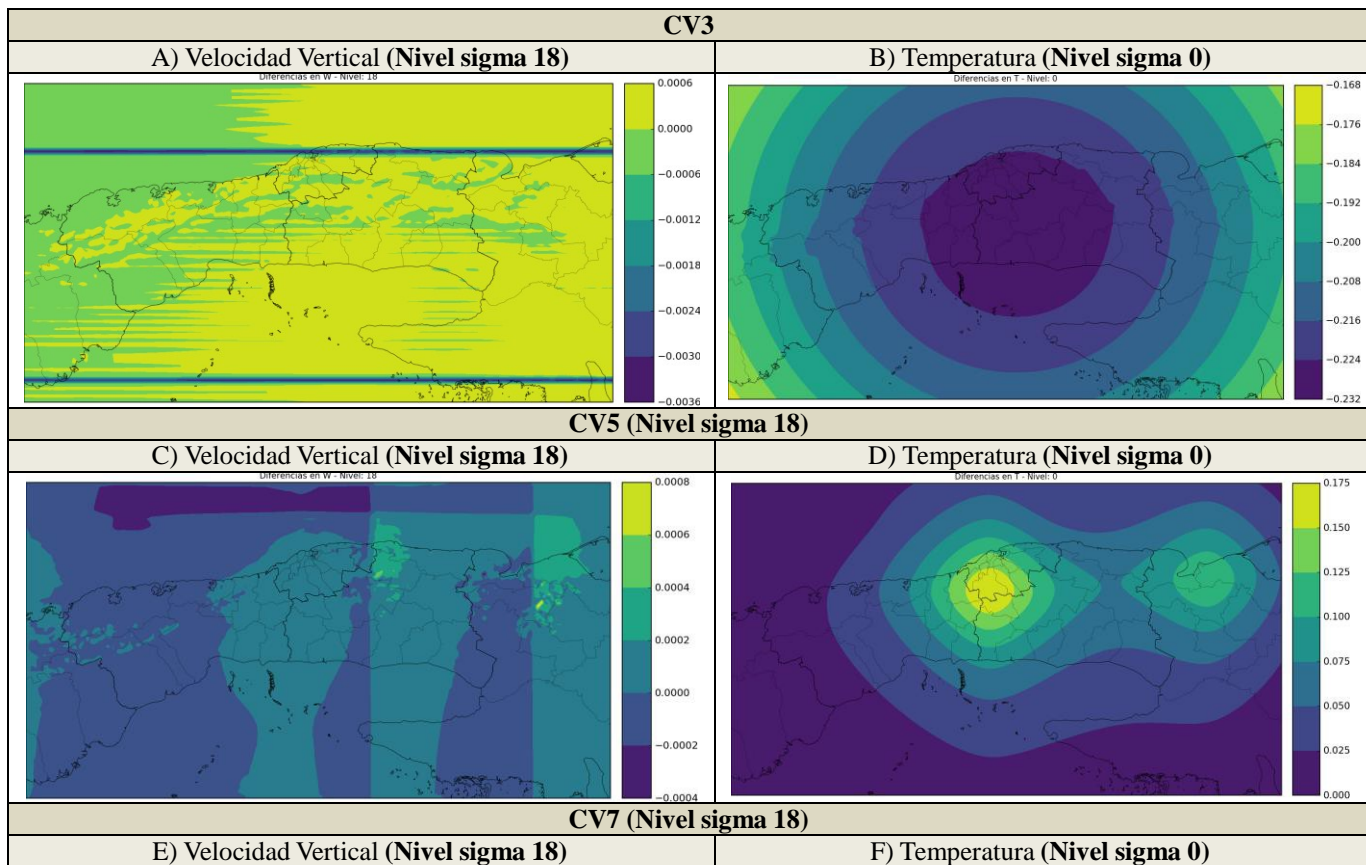 CV3
A) Velocidad Vertical (Nivel sigma 18)
B) Temperatura (Nivel sigma 0)
Diferencias en W - Nivel: 18
0.0006
0.0000
−0.0006
−0.0012
−0.0018
−0.0024
−0.0030
−0.0036
Diferencias en T - Nivel: 0
−0.168
−0.176
−0.184
−0.192
−0.200
−0.208
−0.216
−0.224
−0.232
CV5 (Nivel sigma 18)
C) Velocidad Vertical (Nivel sigma 18)
D) Temperatura (Nivel sigma 0)
Diferencias en W - Nivel: 18
0.0008
0.0006
0.0004
0.0002
0.0000
−0.0002
−0.0004
Diferencias en T - Nivel: 0
0.175
0.150
0.125
0.100
0.075
0.050
0.025
0.000
CV7 (Nivel sigma 18)
E) Velocidad Vertical (Nivel sigma 18)
F) Temperatura (Nivel sigma 0)